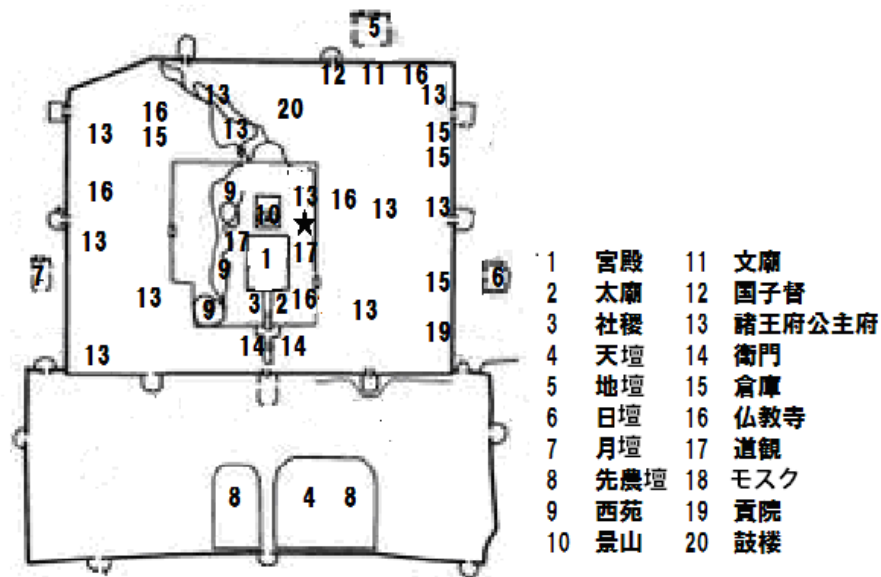 5
12 11 16
13 13
16 20
13 15 13 15
15
16 9 13 16
10 13 13
13 17 17
7 9 1 15 6
13 9 3 2 16 13
19
14 14
13
8 4 8
1 宮殿 11 文廟
2 太廟 12 国子督
3 社稷 13 諸王府公主府
4 天壇 14 衛門
5 地壇 15 倉庫
6 日壇 16 仏教寺
7 月壇 17 道観
8 先農壇 18 モスク
9 西苑 19 貢院
10 景山 20 鼓楼